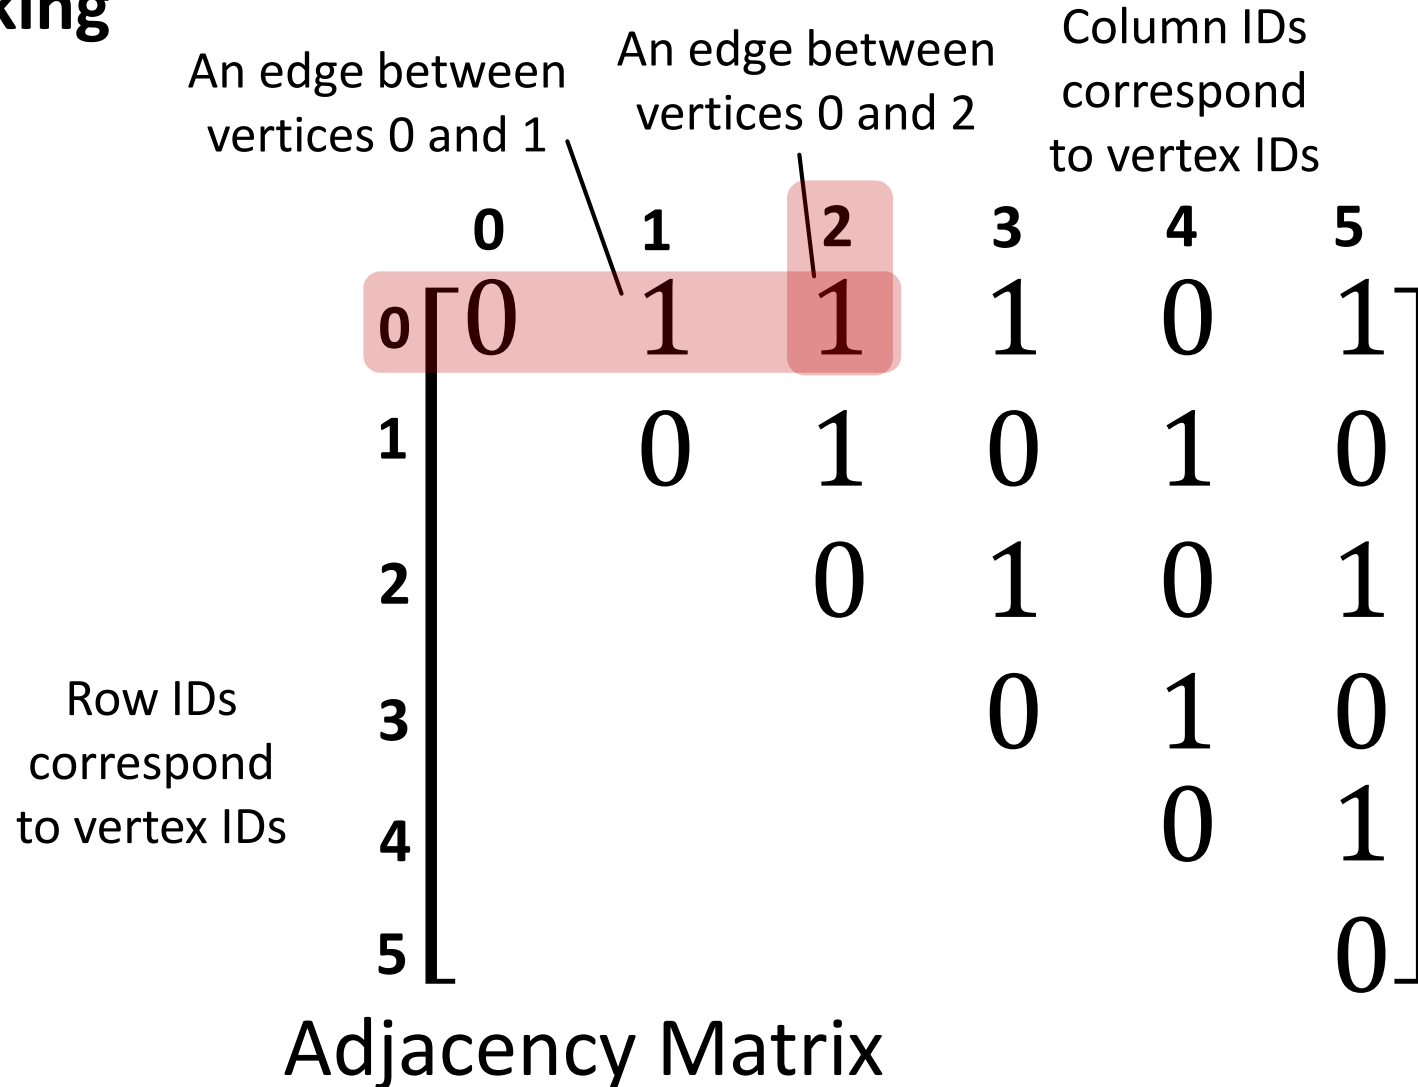 king
An edge between
vertices 0 and 1
An edge between
vertices 0 and 2
Column IDs
correspond
to vertex IDs
0 1 2 3 4 5
0 0 1 1 1 0 1
1 0 1 0 1 0
2 0 1 0 1
3 0 1 0
4 0 1
5 0
Row IDs
correspond
to vertex IDs
Adjacency Matrix